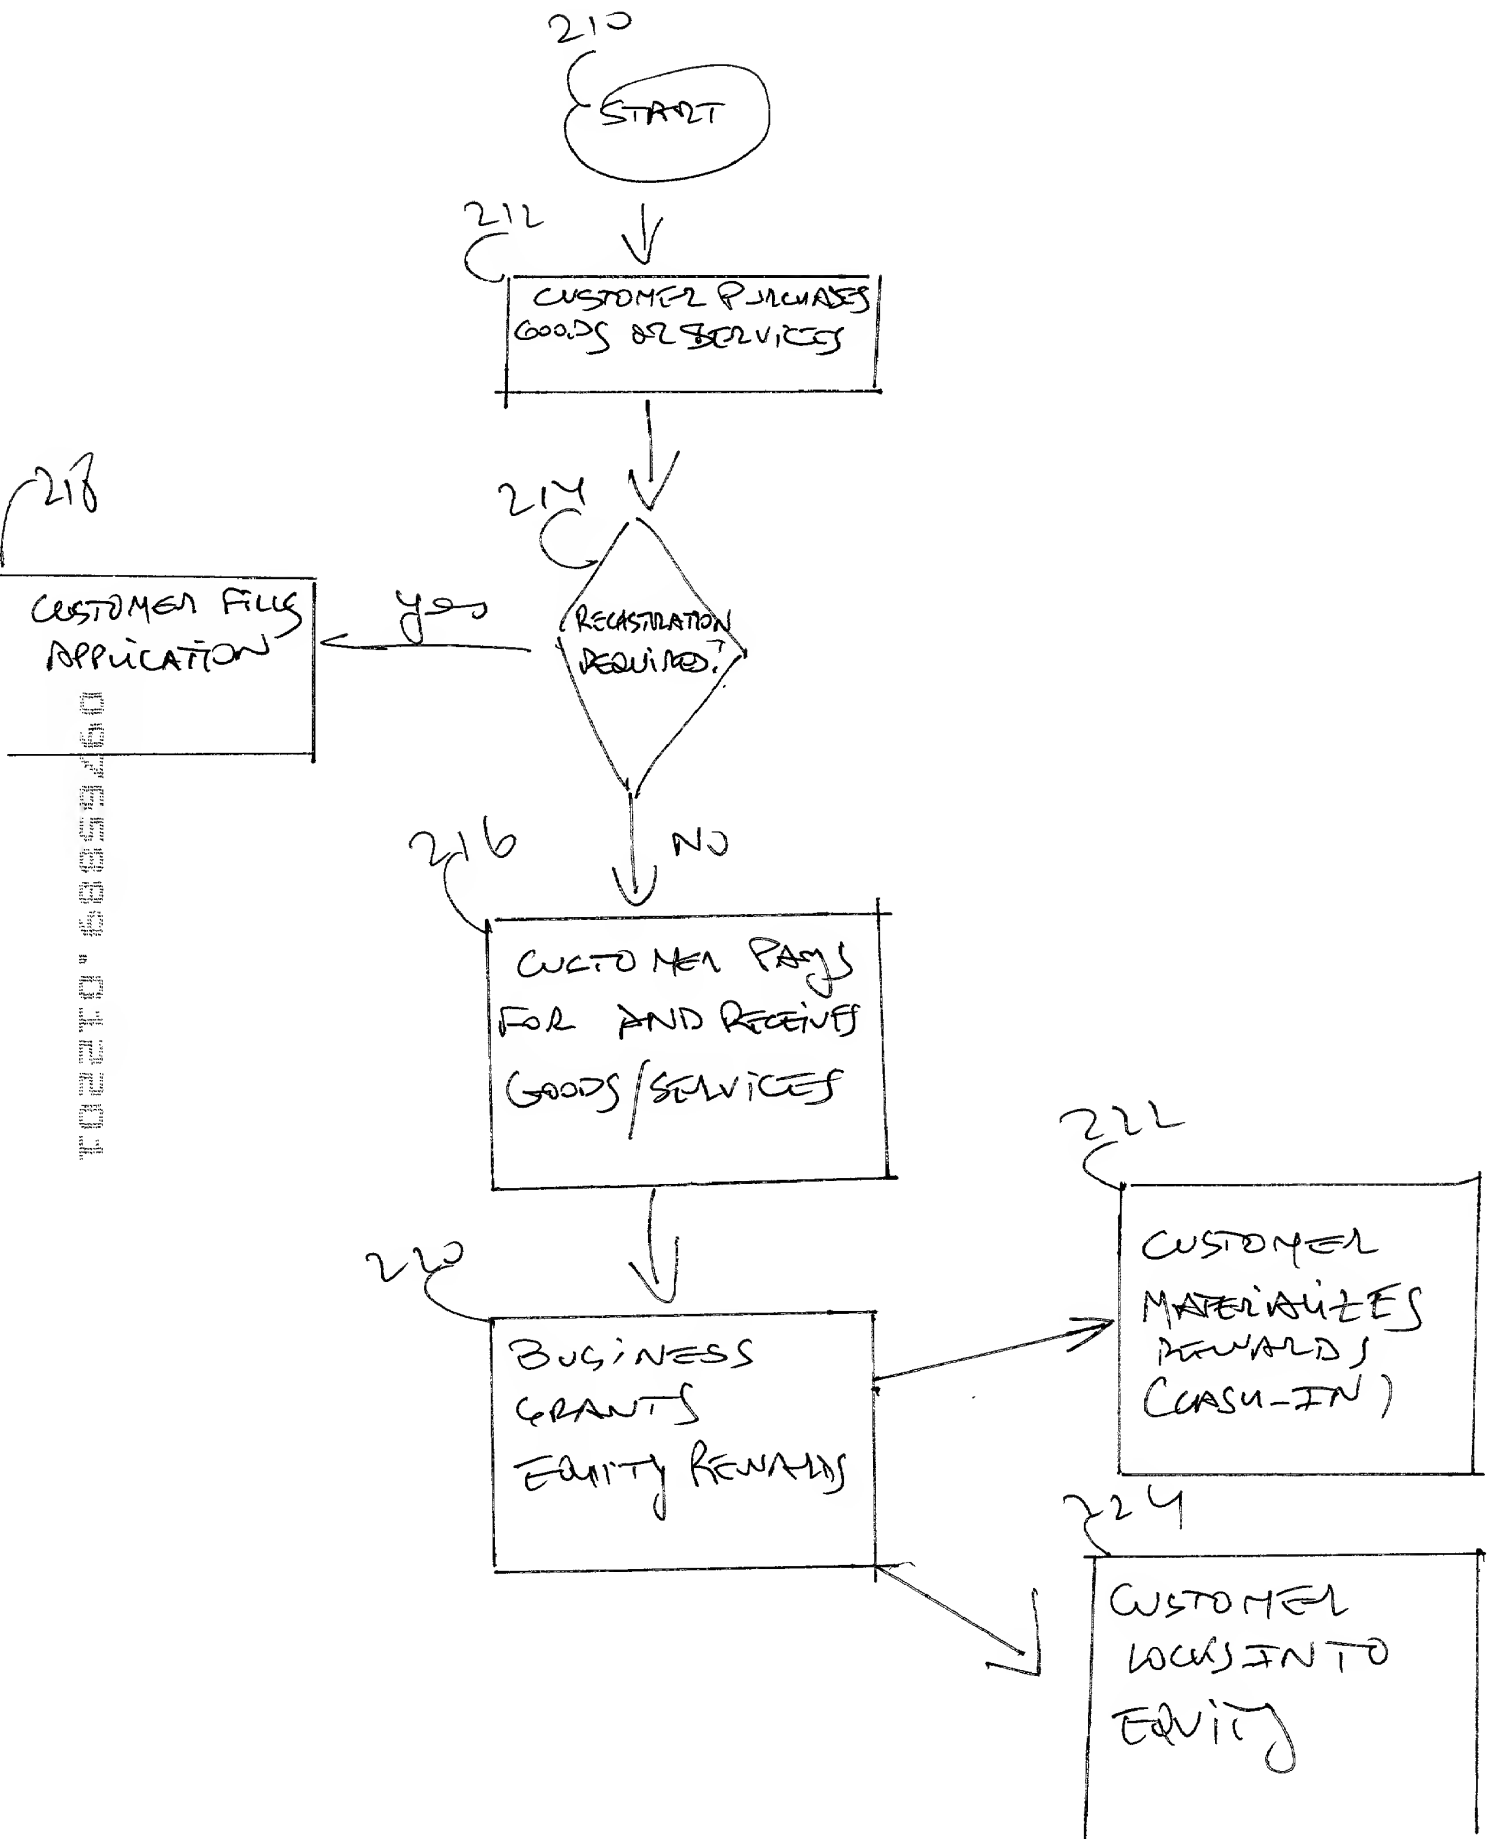 210
START
212
CUSTOMER PURCHASES
GOODS OR SERVICES
214
218
REGISTRATION
REQUIRED?
yes
CUSTOMER FILLS
APPLICATION
NO
216
CUSTOMER PAYS
FOR AND RECEIVES
GOODS/SERVICES
220
BUSINESS
GRANTS
EQUITY REWARDS
222
CUSTOMER
MATERIALIZES
REWARDS
(CASH-IN)
224
CUSTOMER
LOCKS INTO
EQUITY
09765889.012201